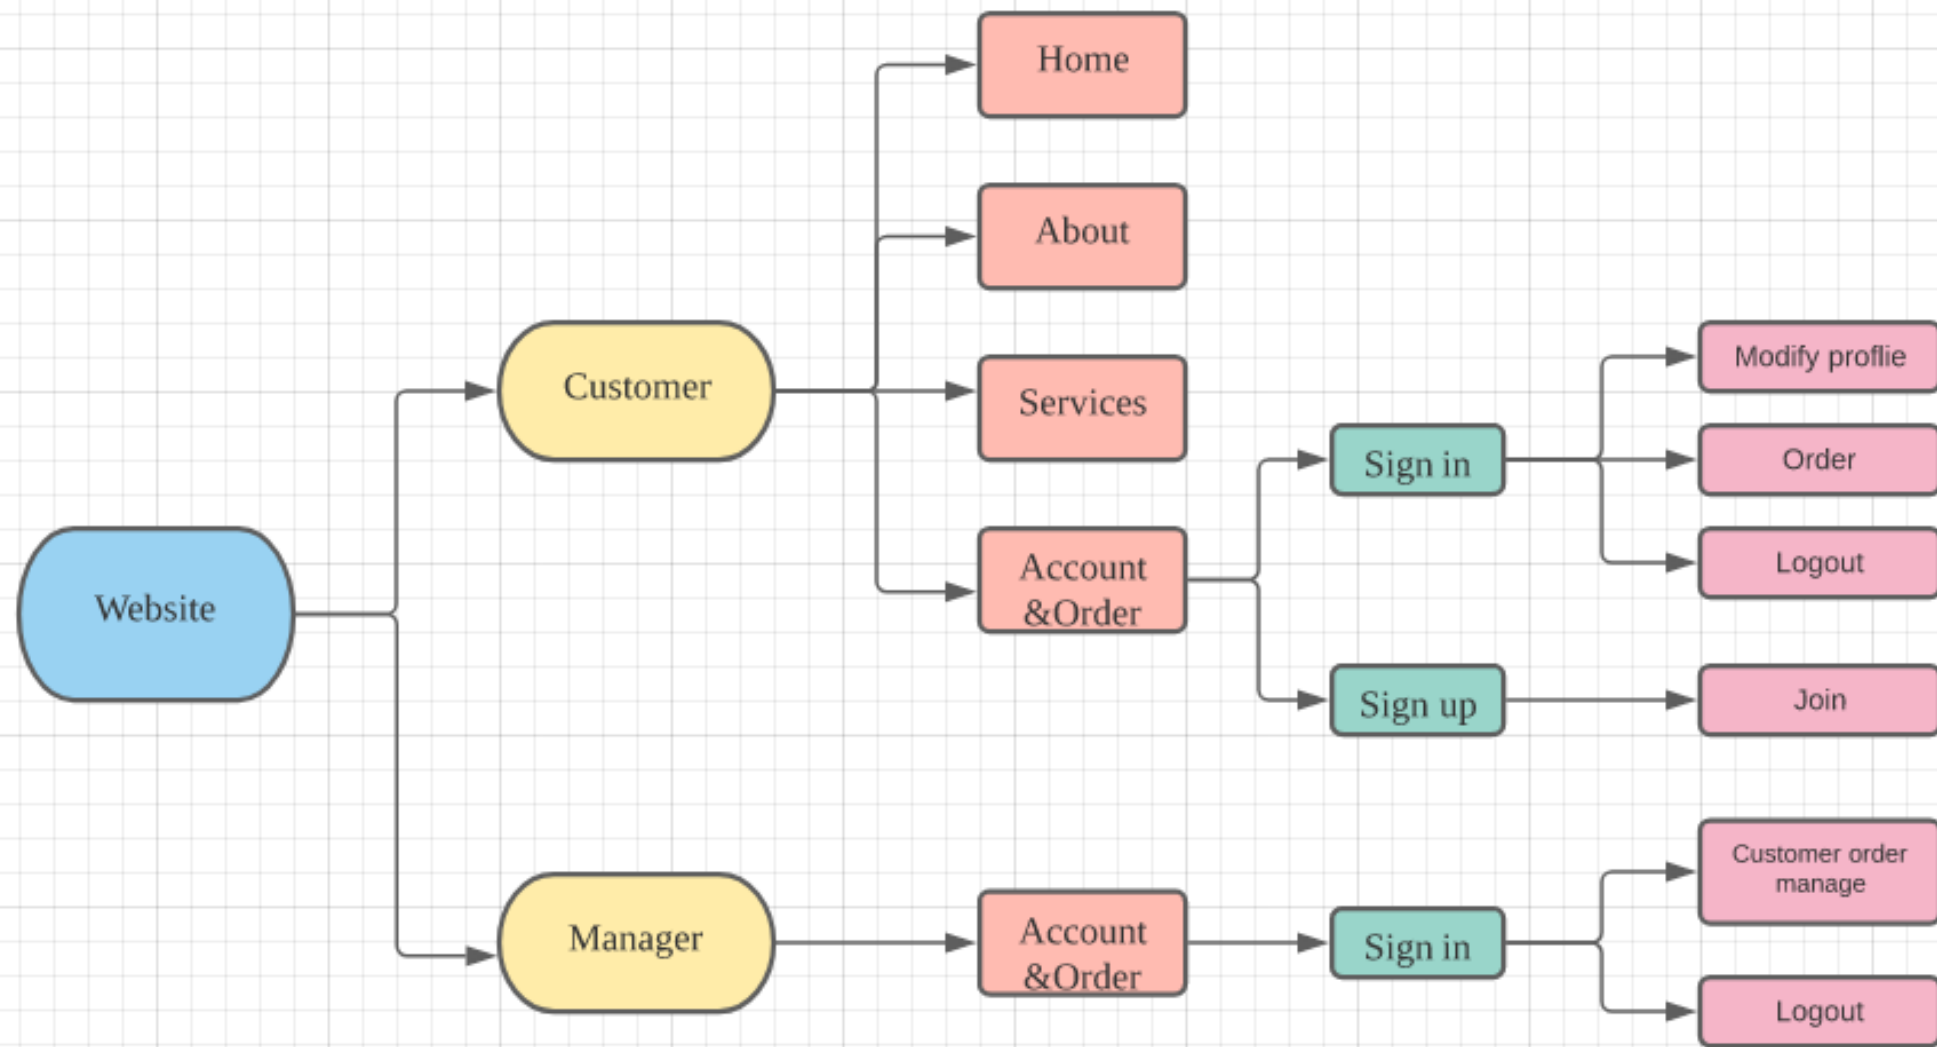 Home
About
Customer
Services
Modify proflie
Sign in
Order
Logout
Website
Account
&Order
Sign up
Join
Manager
Account
&Order
Sign in
Customer order
manage
Logout